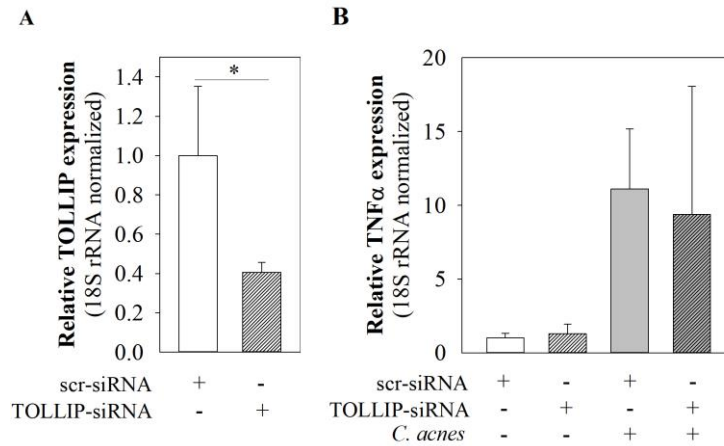 A
Relative TOLLIP expression
(18S rRNA normalized)
1.4
1.2
1.0
0.8
0.6
0.4
0.2
0.0
*
scr-siRNA + -
TOLLIP-siRNA - +
B
Relative TNFα expression
(18S rRNA normalized)
20
15
10
5
0
scr-siRNA + - + -
TOLLIP-siRNA - + - +
C. acnes - - + +